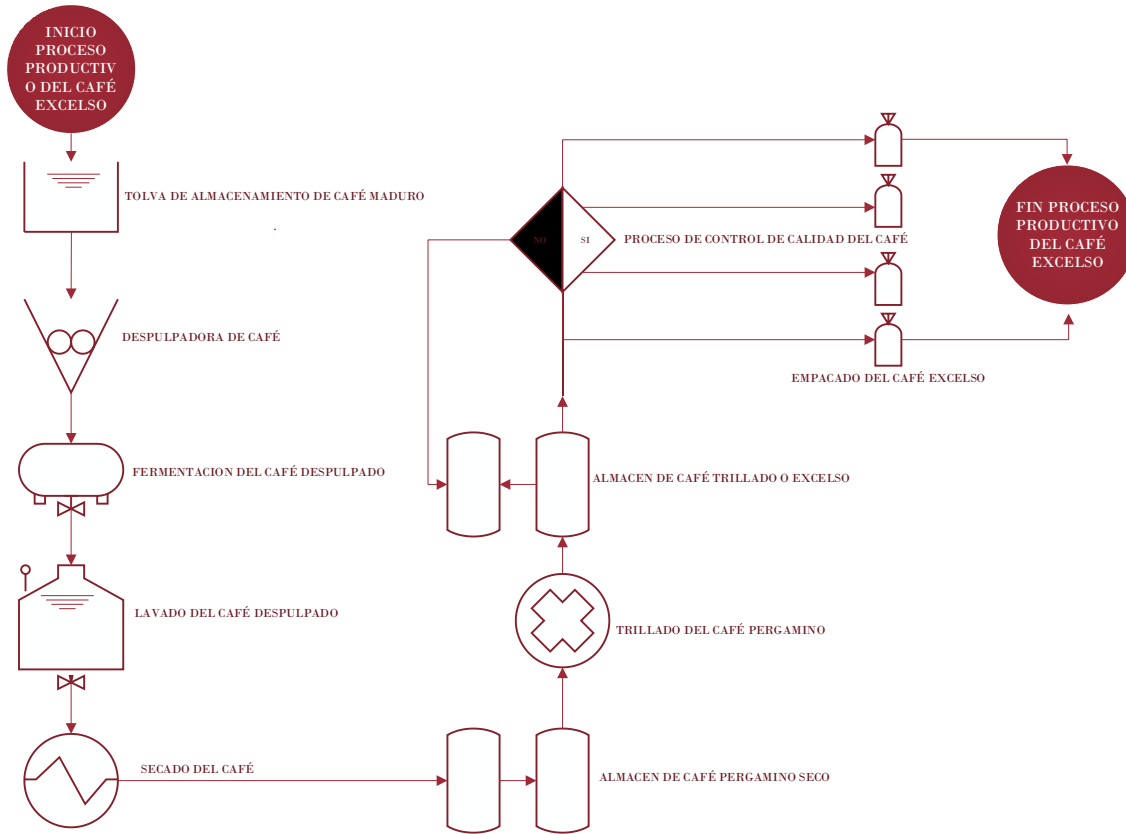 INICIO
PROCESO
PRODUCTIV
O DEL CAFÉ
EXCELSO
TOLVA DE ALMACENAMIENTO DE CAFÉ MADURO
DESPULPADORA DE CAFÉ
FERMENTACION DEL CAFÉ DESPULPADO
LAVADO DEL CAFÉ DESPULPADO
SECADO DEL CAFÉ
ALMACEN DE CAFÉ PERGAMINO SECO
TRILLADO DEL CAFÉ PERGAMINO
ALMACEN DE CAFÉ TRILLADO O EXCELSO
NO
SI
PROCESO DE CONTROL DE CALIDAD DEL CAFÉ
EMPACADO DEL CAFÉ EXCELSO
FIN PROCESO
PRODUCTIVO
DEL CAFÉ
EXCELSO